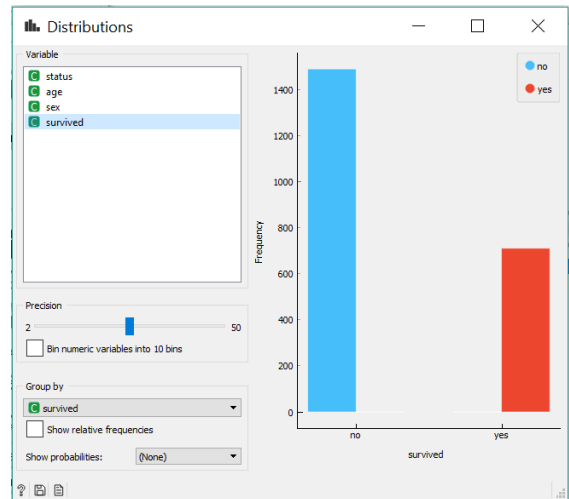 Distributions
Variable
C status
C age
C sex
C survived
Precision
2
50
Bin numeric variables into 10 bins
Group by
C survived
Show relative frequencies
Show probabilities:
(None)
?
no
yes
Frequency
1400
1200
1000
800
600
400
200
0
no
yes
survived